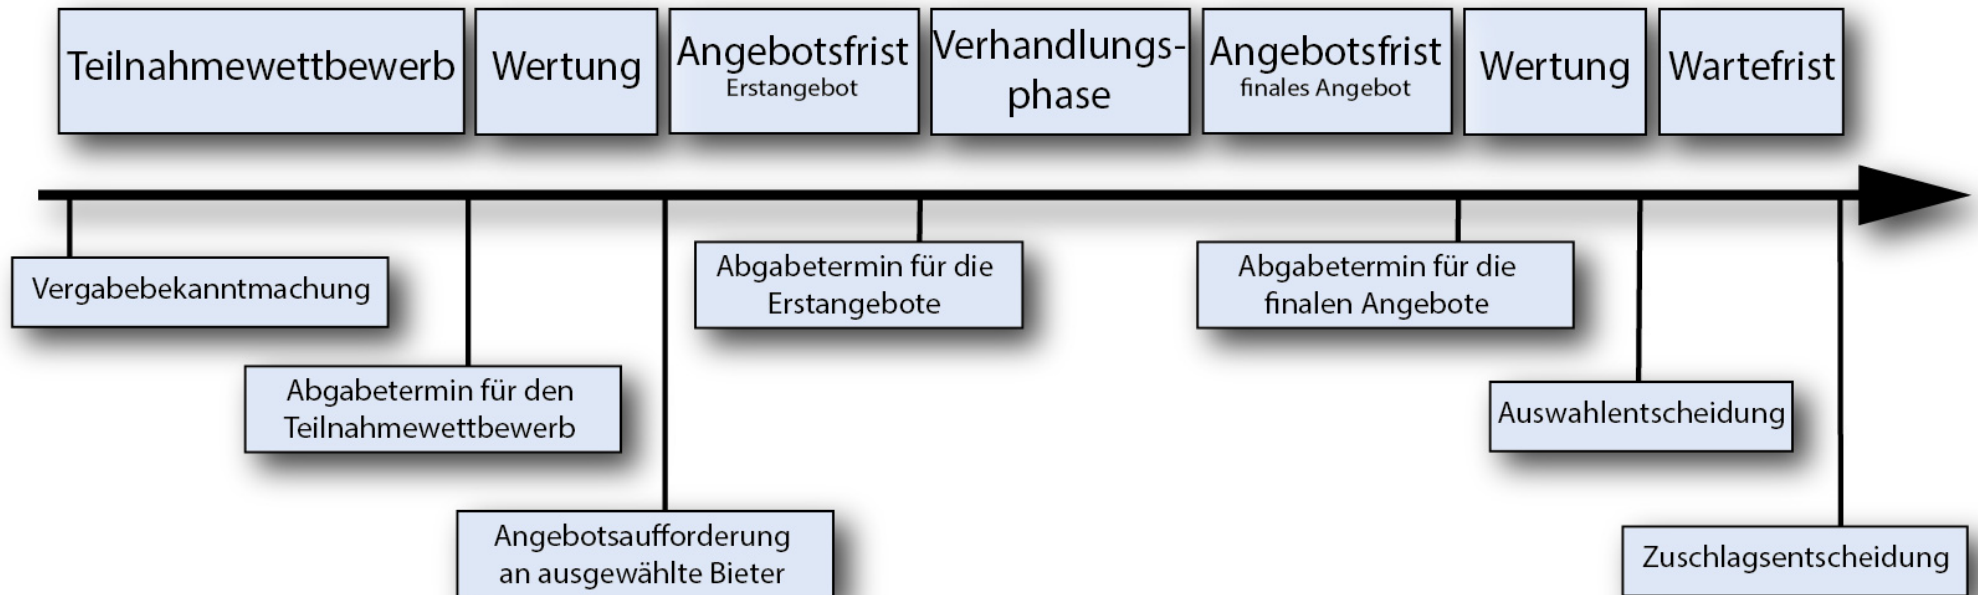 Teilnahmewettbewerb
Wertung
Angebotsfrist
Erstangebot
Verhandlungs-
phase
Angebotsfrist
finales Angebot
Wertung
Wartefrist
Vergabebekanntmachung
Abgabetermin für den
Teilnahmewettbewerb
Angebotsaufforderung
an ausgewählte Bieter
Abgabetermin für die
Erstangebote
Abgabetermin für die
finalen Angebote
Auswahlentscheidung
Zuschlagsentscheidung